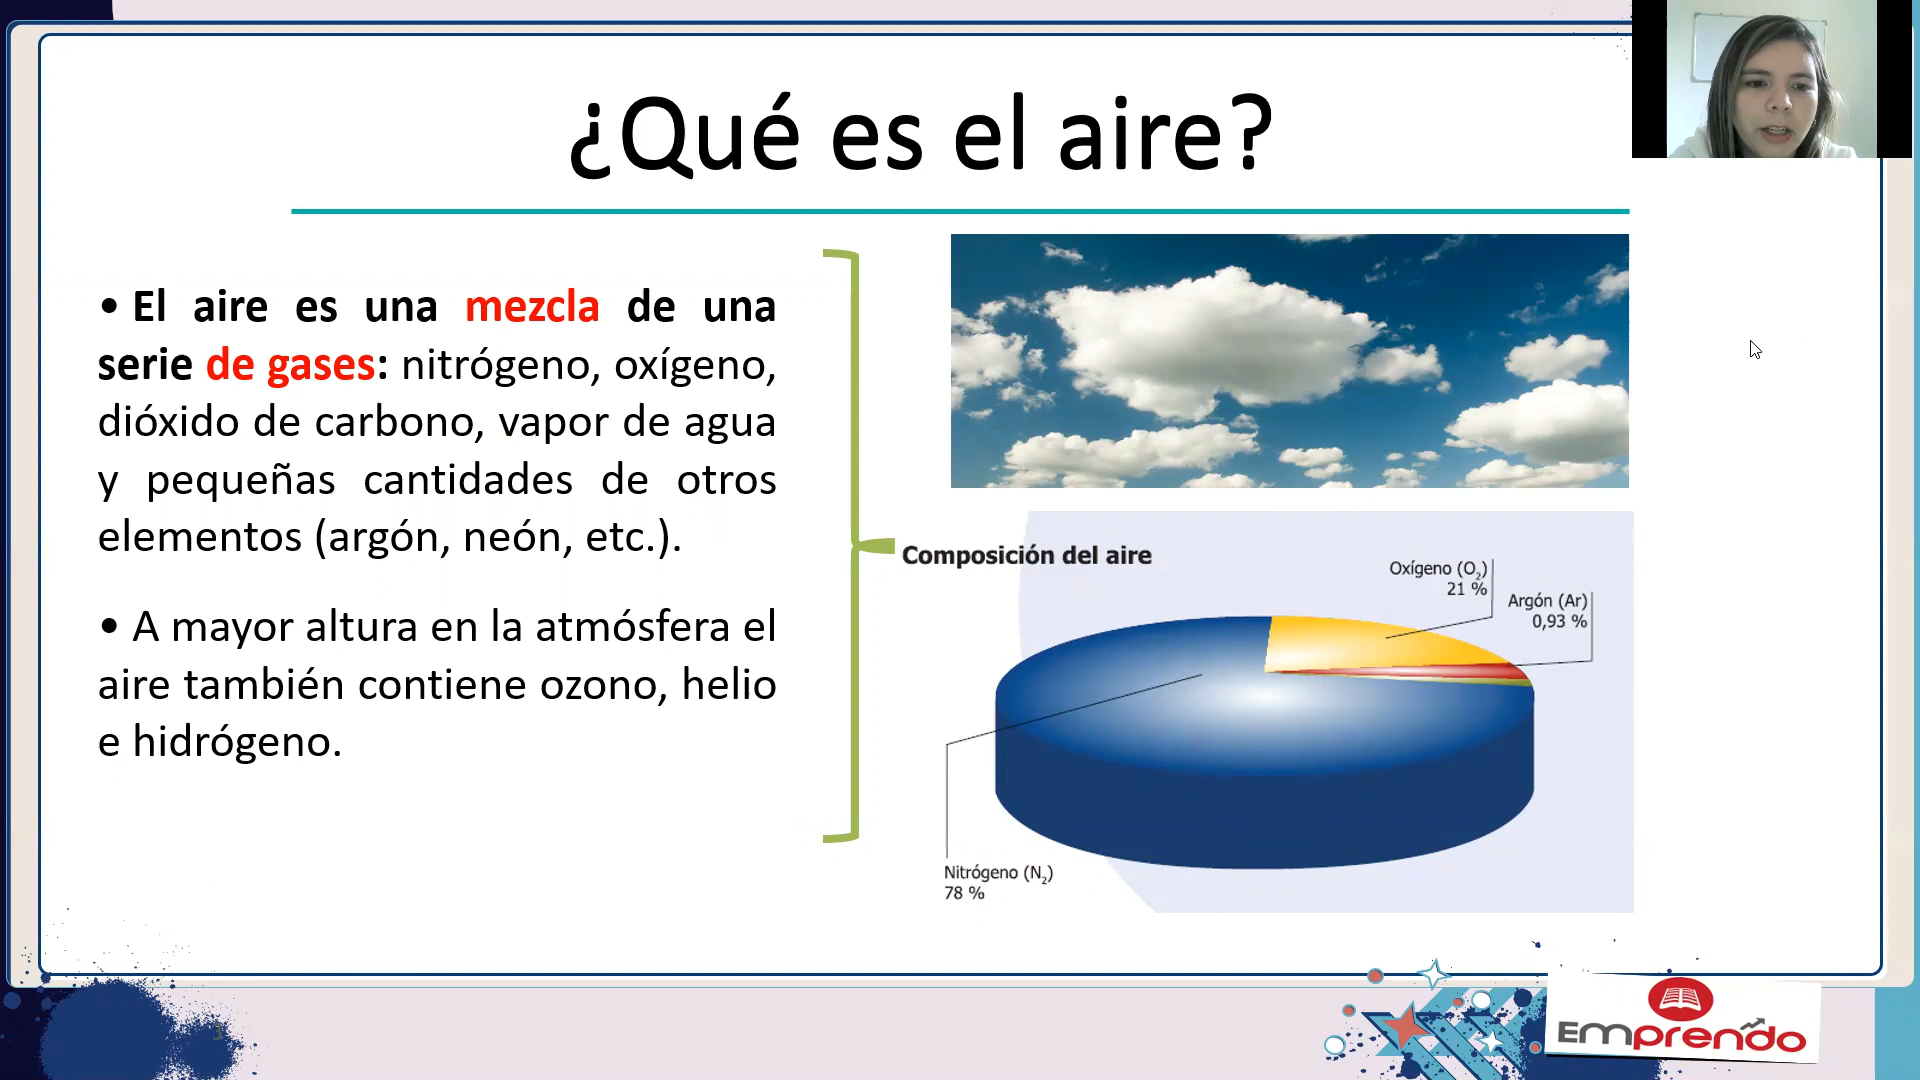 ¿Qué es el aire?
• El aire es una mezcla de una
serie de gases: nitrógeno, oxígeno,
dióxido de carbono, vapor de agua
y pequeñas cantidades de otros
elementos (argón, neón, etc.).
• A mayor altura en la atmósfera el
aire también contiene ozono, helio
e hidrógeno.
Composición del aire
Oxígeno (O₂)
21 %
Argón (Ar)
0,93 %
Nitrógeno (N₂)
78 %
3
Emprendo